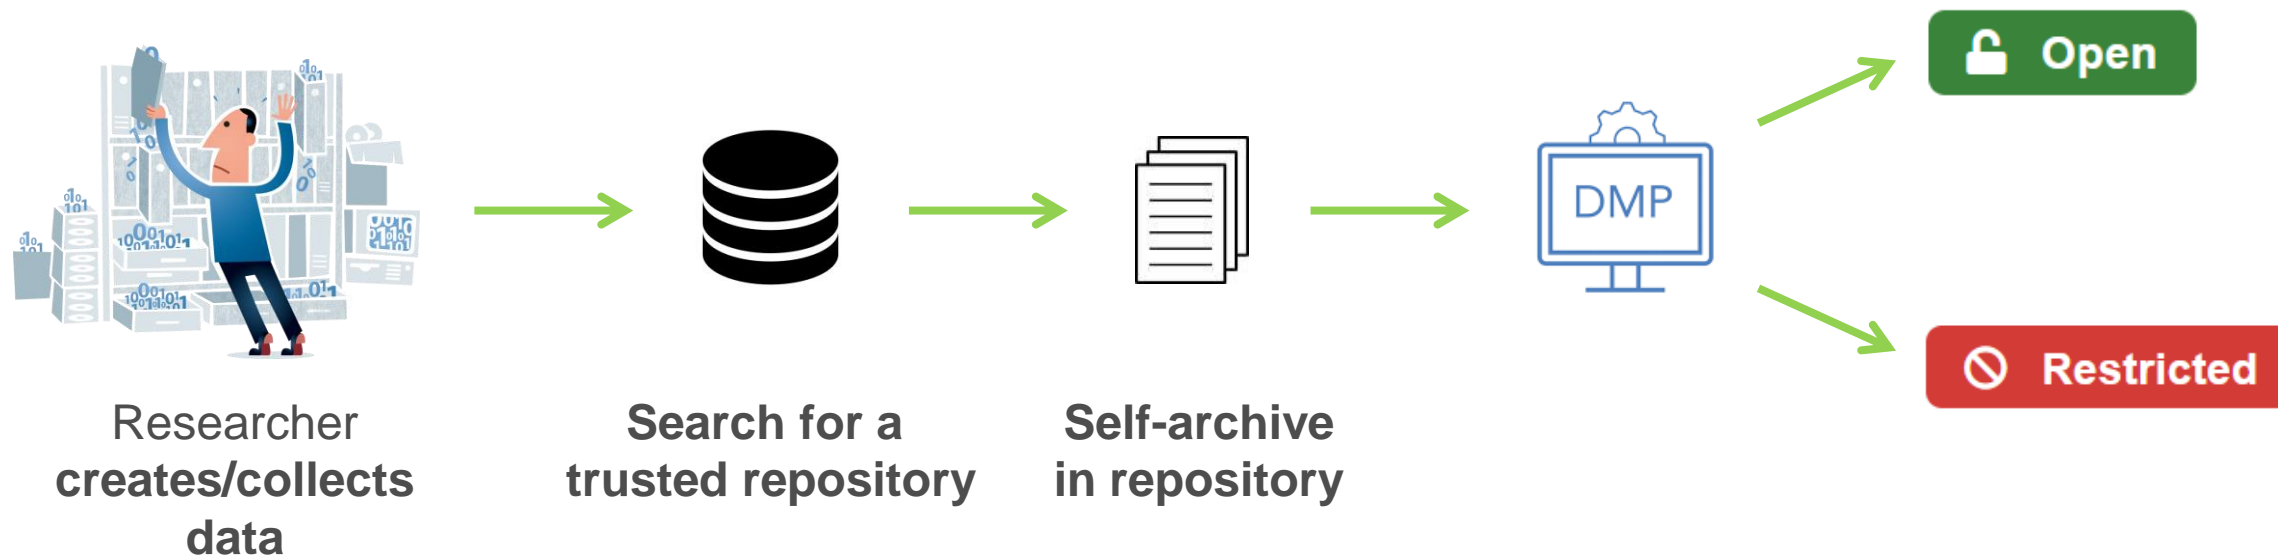 Open
DMP
Restricted
Researcher
creates/collects
data
Search for a
trusted repository
Self-archive
in repository